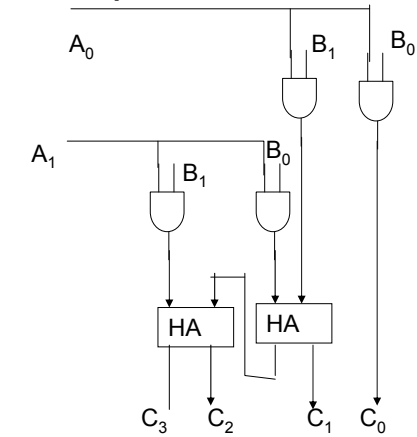 A₀ B₁ B₀
A₁ B₁ B₀
HA HA
C₃ C₂ C₁ C₀